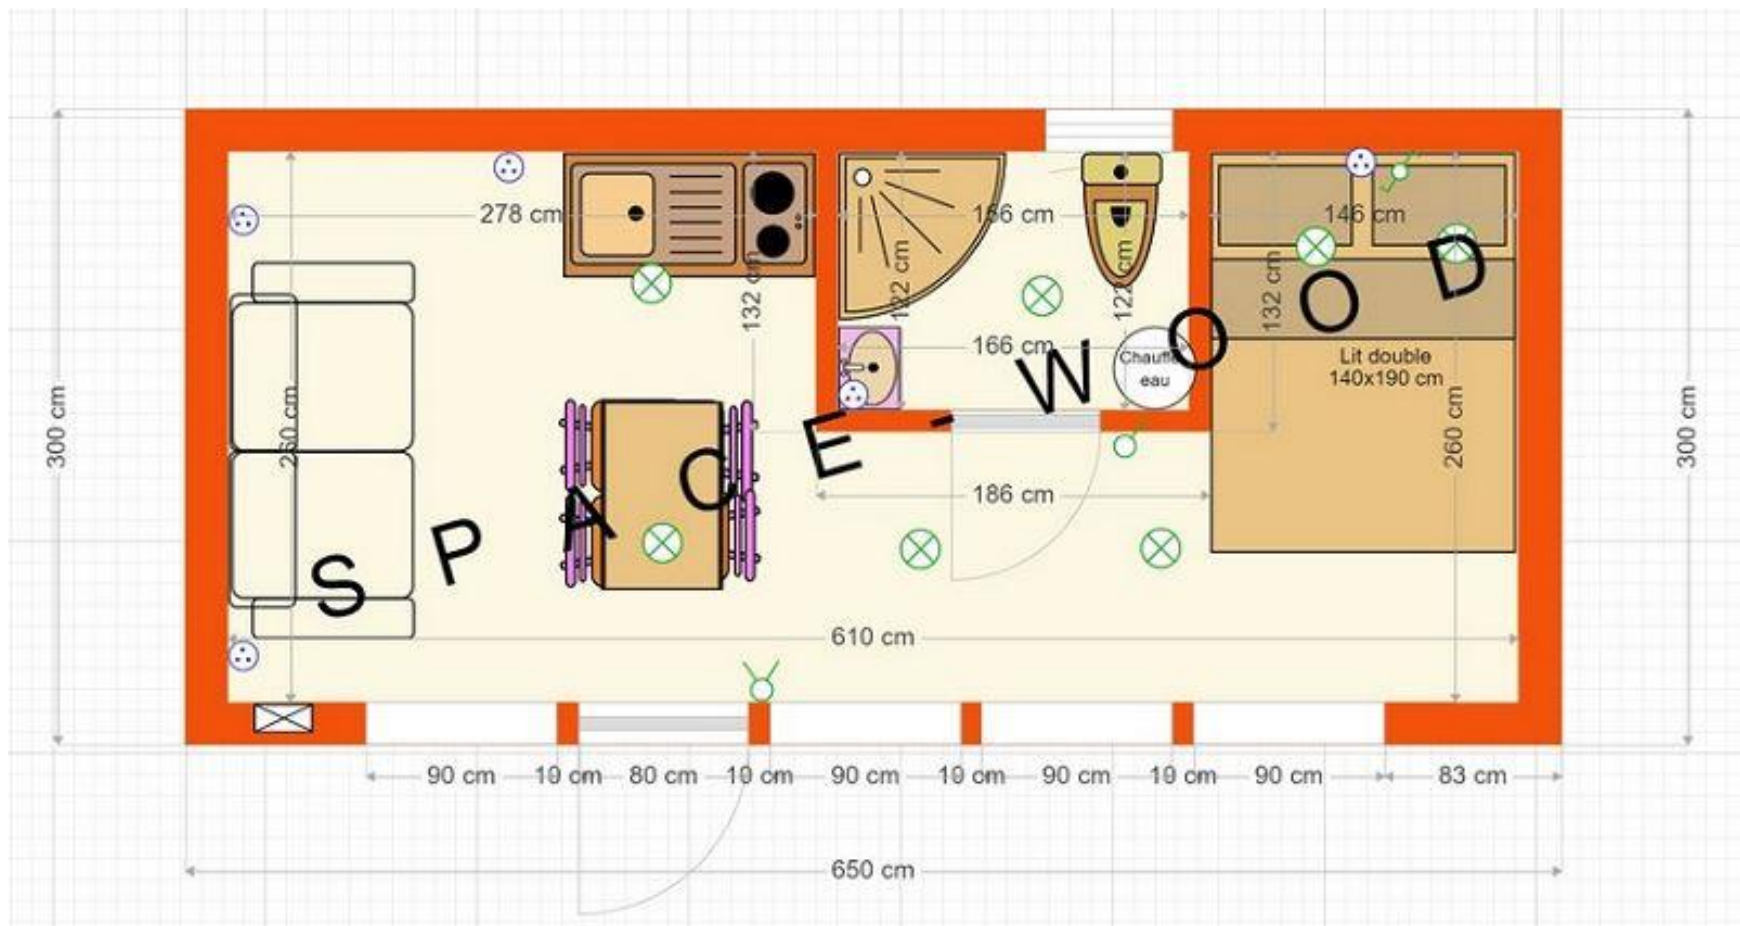 278 cm
166 cm
146 cm
132 cm
122 cm
122 cm
132 cm
166 cm
Chauffe
eau
Lit double
140x190 cm
300 cm
260 cm
260 cm
300 cm
186 cm
SPACE-WOOD
610 cm
90 cm 10 cm 80 cm 10 cm 90 cm 10 cm 90 cm 10 cm 90 cm 83 cm
650 cm